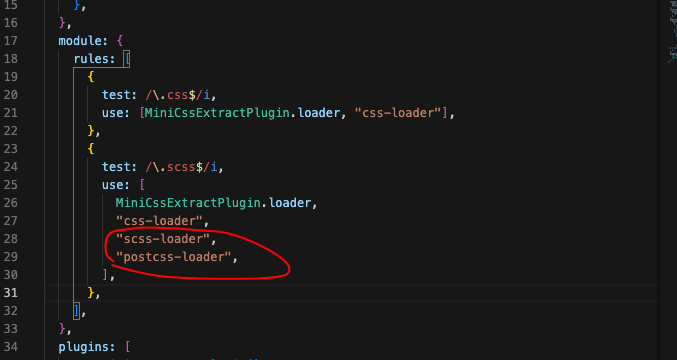 15 },
16 },
17 module: {
18 rules: [
19 {
20 test: /\.css$/i,
21 use: [MiniCssExtractPlugin.loader, "css-loader"],
22 },
23 {
24 test: /\.scss$/i,
25 use: [
26 MiniCssExtractPlugin.loader,
27 "css-loader",
28 "scss-loader",
29 "postcss-loader",
30 ],
31 },
32 ],
33 },
34 plugins: [